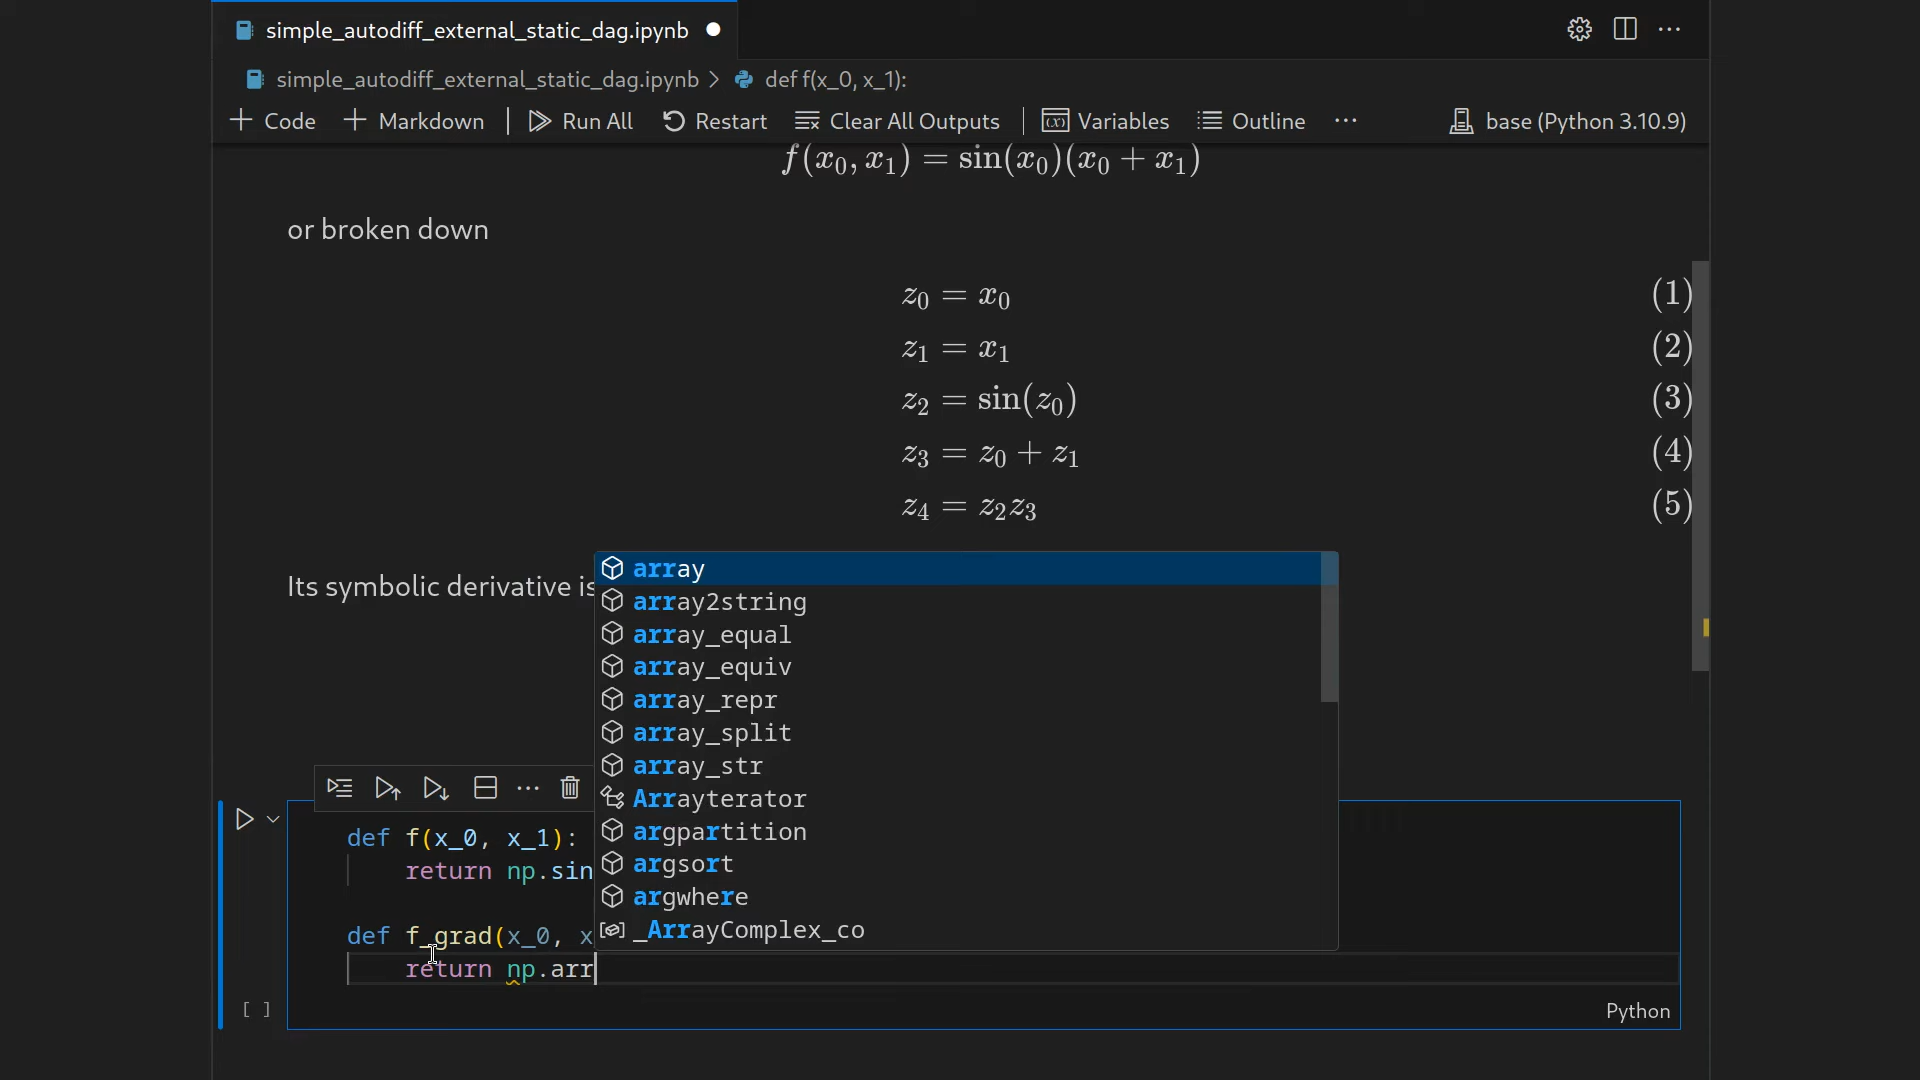 simple_autodiff_external_static_dag.ipynb
simple_autodiff_external_static_dag.ipynb > def f(x_0, x_1):
+ Code + Markdown | Run All Restart Clear All Outputs | Variables Outline ··· base (Python 3.10.9)
f(x₀, x₁) = sin(x₀)(x₀ + x₁)
or broken down
z₀ = x₀ (1)
z₁ = x₁ (2)
z₂ = sin(z₀) (3)
z₃ = z₀ + z₁ (4)
z₄ = z₂z₃ (5)
Its symbolic derivative is
array
array2string
array_equal
array_equiv
array_repr
array_split
array_str
Arrayterator
argpartition
argsort
argwhere
_ArrayComplex_co
def f(x_0, x_1):
return np.sin
def f_grad(x_0, x
return np.arr
[ ]
Python